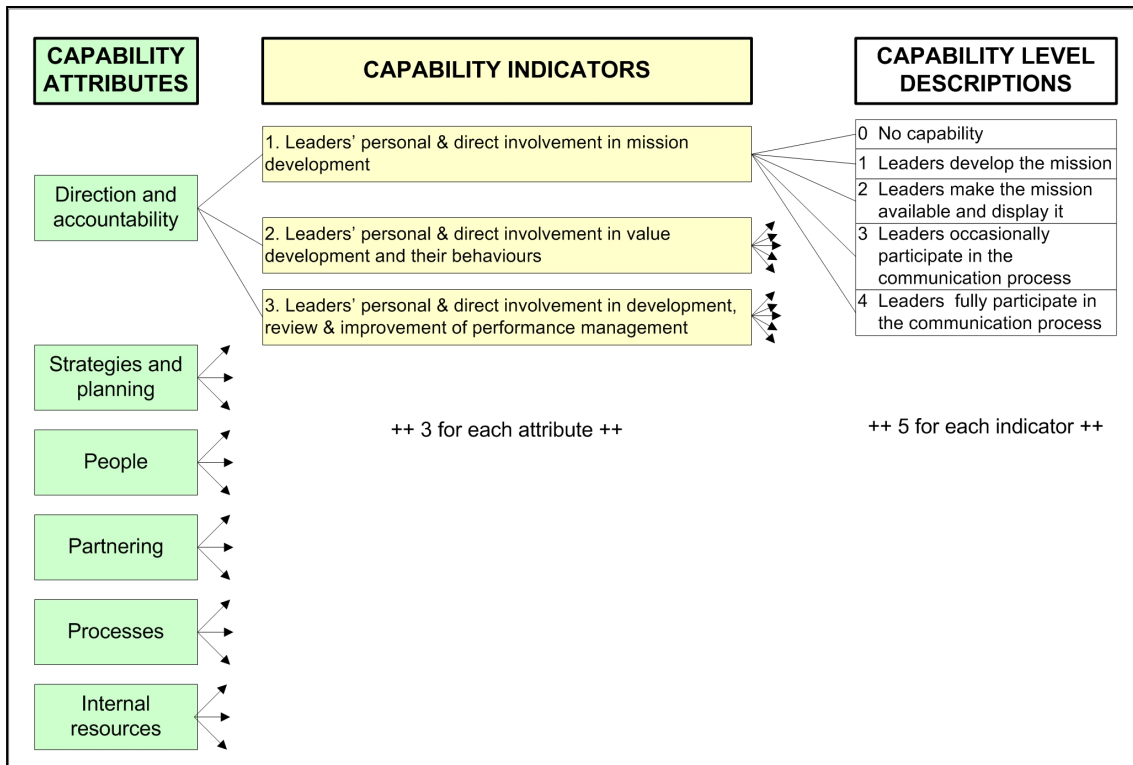 CAPABILITY
ATTRIBUTES
CAPABILITY INDICATORS
CAPABILITY LEVEL
DESCRIPTIONS
Direction and
accountability
1. Leaders' personal & direct involvement in mission
development
2. Leaders' personal & direct involvement in value
development and their behaviours
3. Leaders' personal & direct involvement in development,
review & improvement of performance management
0 No capability
1 Leaders develop the mission
2 Leaders make the mission
available and display it
3 Leaders occasionally
participate in the
communication process
4 Leaders fully participate in
the communication process
Strategies and
planning
People
Partnering
Processes
Internal
resources
++ 3 for each attribute ++
++ 5 for each indicator ++